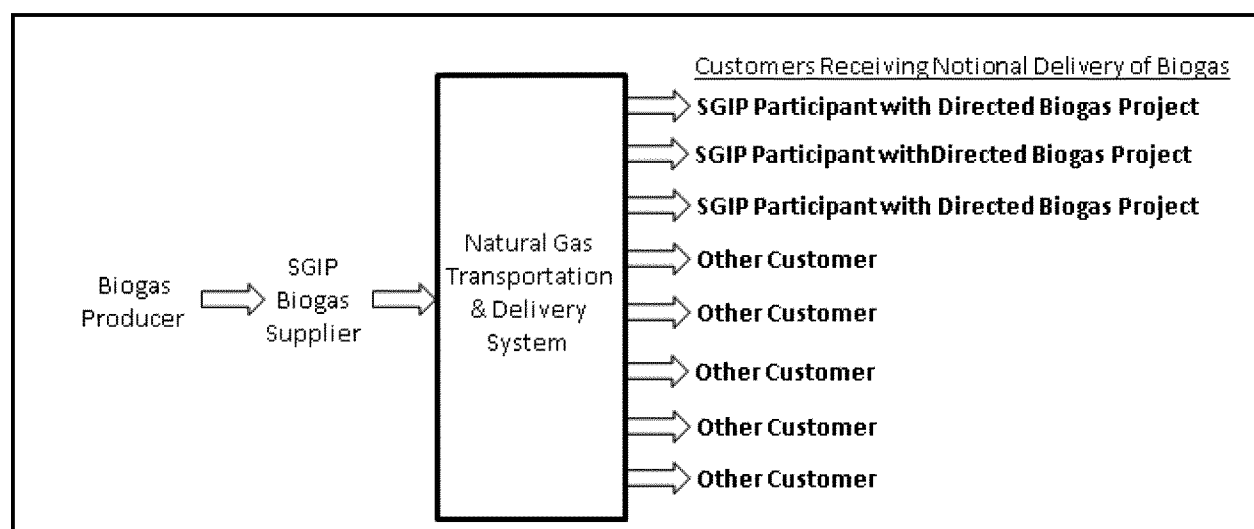 Customers Receiving Notional Delivery of Biogas
SGIP Participant with Directed Biogas Project
SGIP Participant withDirected Biogas Project
SGIP Participant with Directed Biogas Project
Other Customer
Other Customer
Other Customer
Other Customer
Other Customer
Biogas
Producer
SGIP
Biogas
Supplier
Natural Gas
Transportation
& Delivery
System